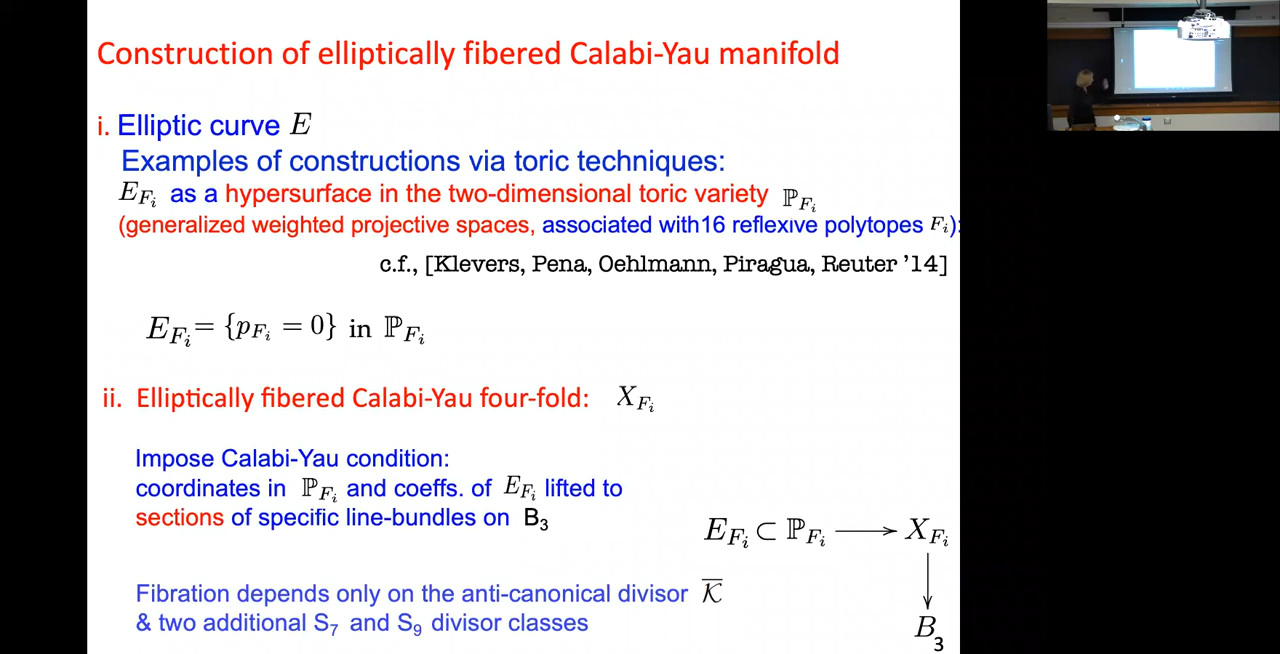 Construction of elliptically fibered Calabi-Yau manifold
i. Elliptic curve E
Examples of constructions via toric techniques:
E_{F_i} as a hypersurface in the two-dimensional toric variety ℙ_{F_i}
(generalized weighted projective spaces, associated with16 reflexive polytopes F_i):
c.f., [Klevers, Pena, Oehlmann, Piragua, Reuter '14]
E_{F_i} = {p_{F_i} = 0} in ℙ_{F_i}
ii. Elliptically fibered Calabi-Yau four-fold: X_{F_i}
Impose Calabi-Yau condition:
coordinates in ℙ_{F_i} and coeffs. of E_{F_i} lifted to
sections of specific line-bundles on B₃
E_{F_i} ⊂ ℙ_{F_i} ⟶ X_{F_i}
↓
B₃
Fibration depends only on the anti-canonical divisor \overline{𝒦}
& two additional S₇ and S₉ divisor classes